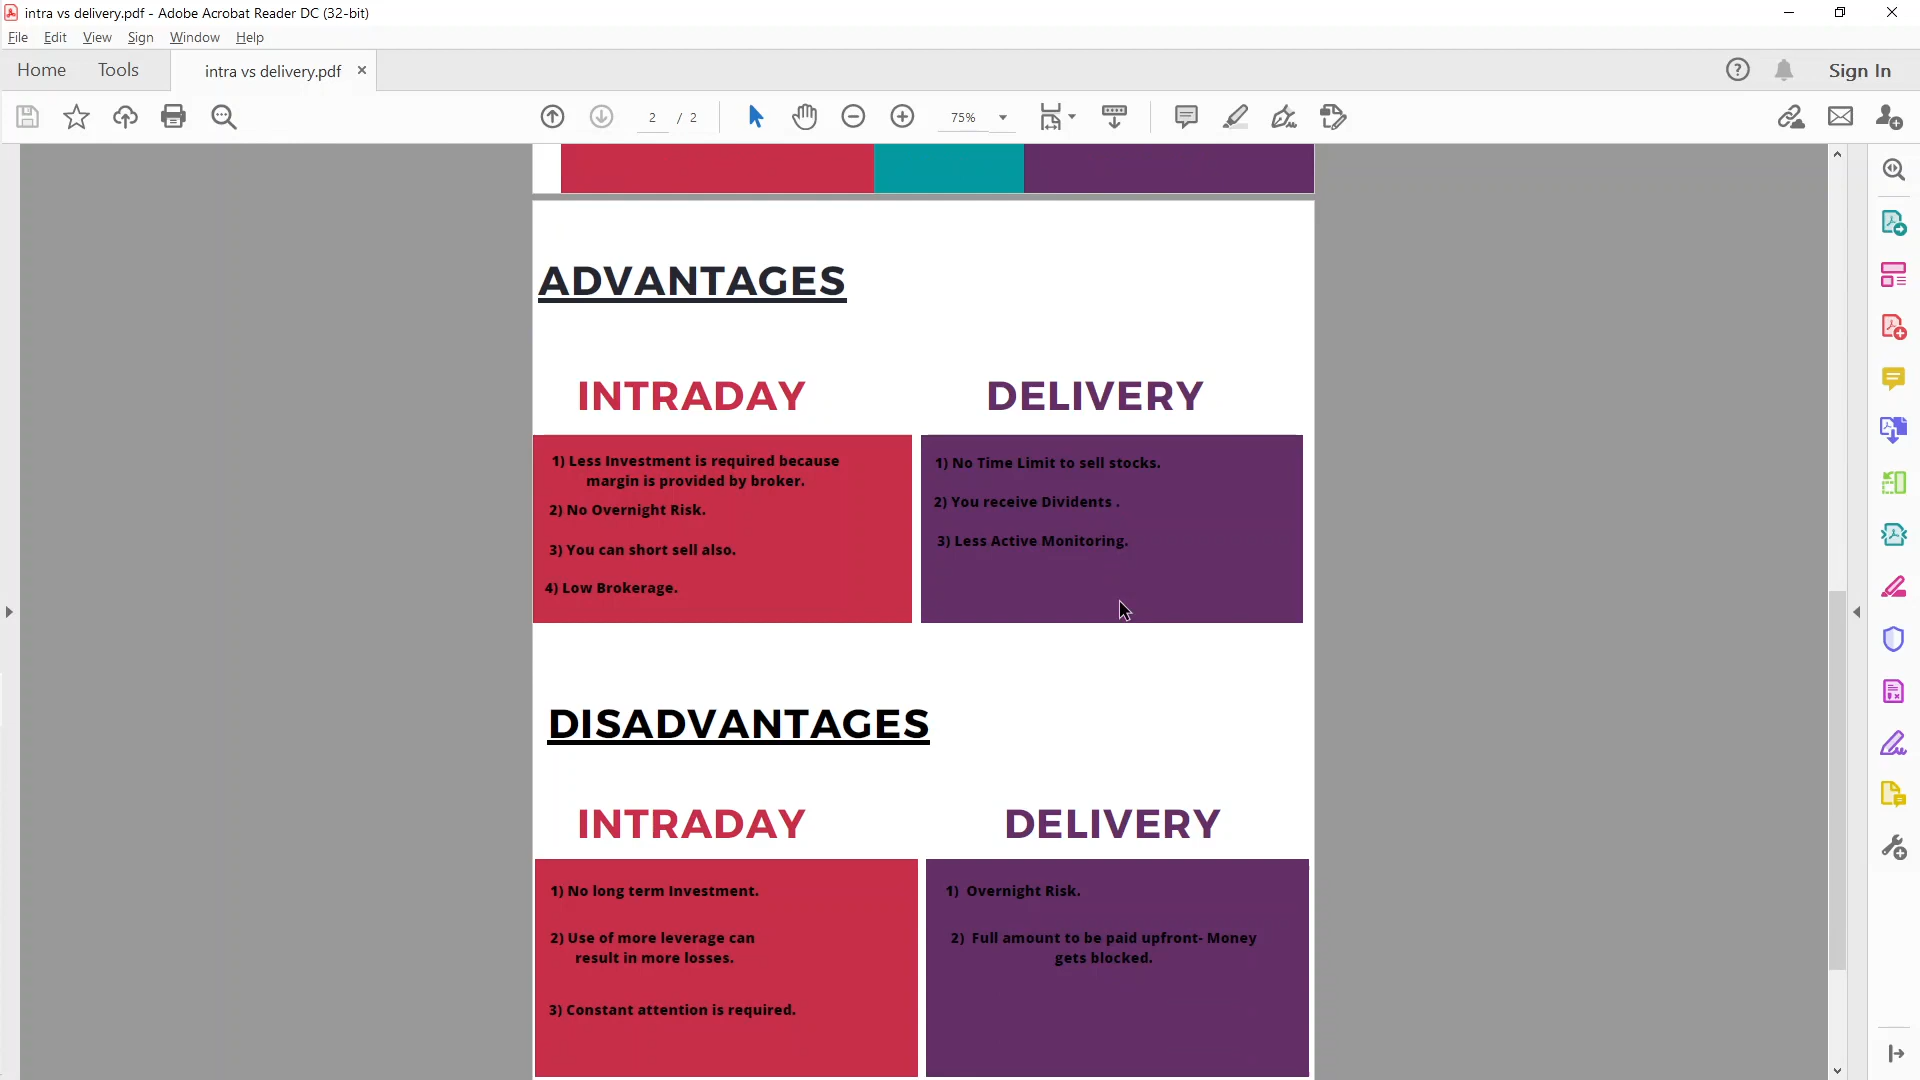 intra vs delivery.pdf - Adobe Acrobat Reader DC (32-bit)
File Edit View Sign Window Help
Home Tools intra vs delivery.pdf × Sign In
2 / 2 75%
ADVANTAGES
INTRADAY DELIVERY
1) Less Investment is required because
margin is provided by broker.
2) No Overnight Risk.
3) You can short sell also.
4) Low Brokerage.
1) No Time Limit to sell stocks.
2) You receive Dividents .
3) Less Active Monitoring.
DISADVANTAGES
INTRADAY DELIVERY
1) No long term Investment.
2) Use of more leverage can
result in more losses.
3) Constant attention is required.
1) Overnight Risk.
2) Full amount to be paid upfront- Money
gets blocked.